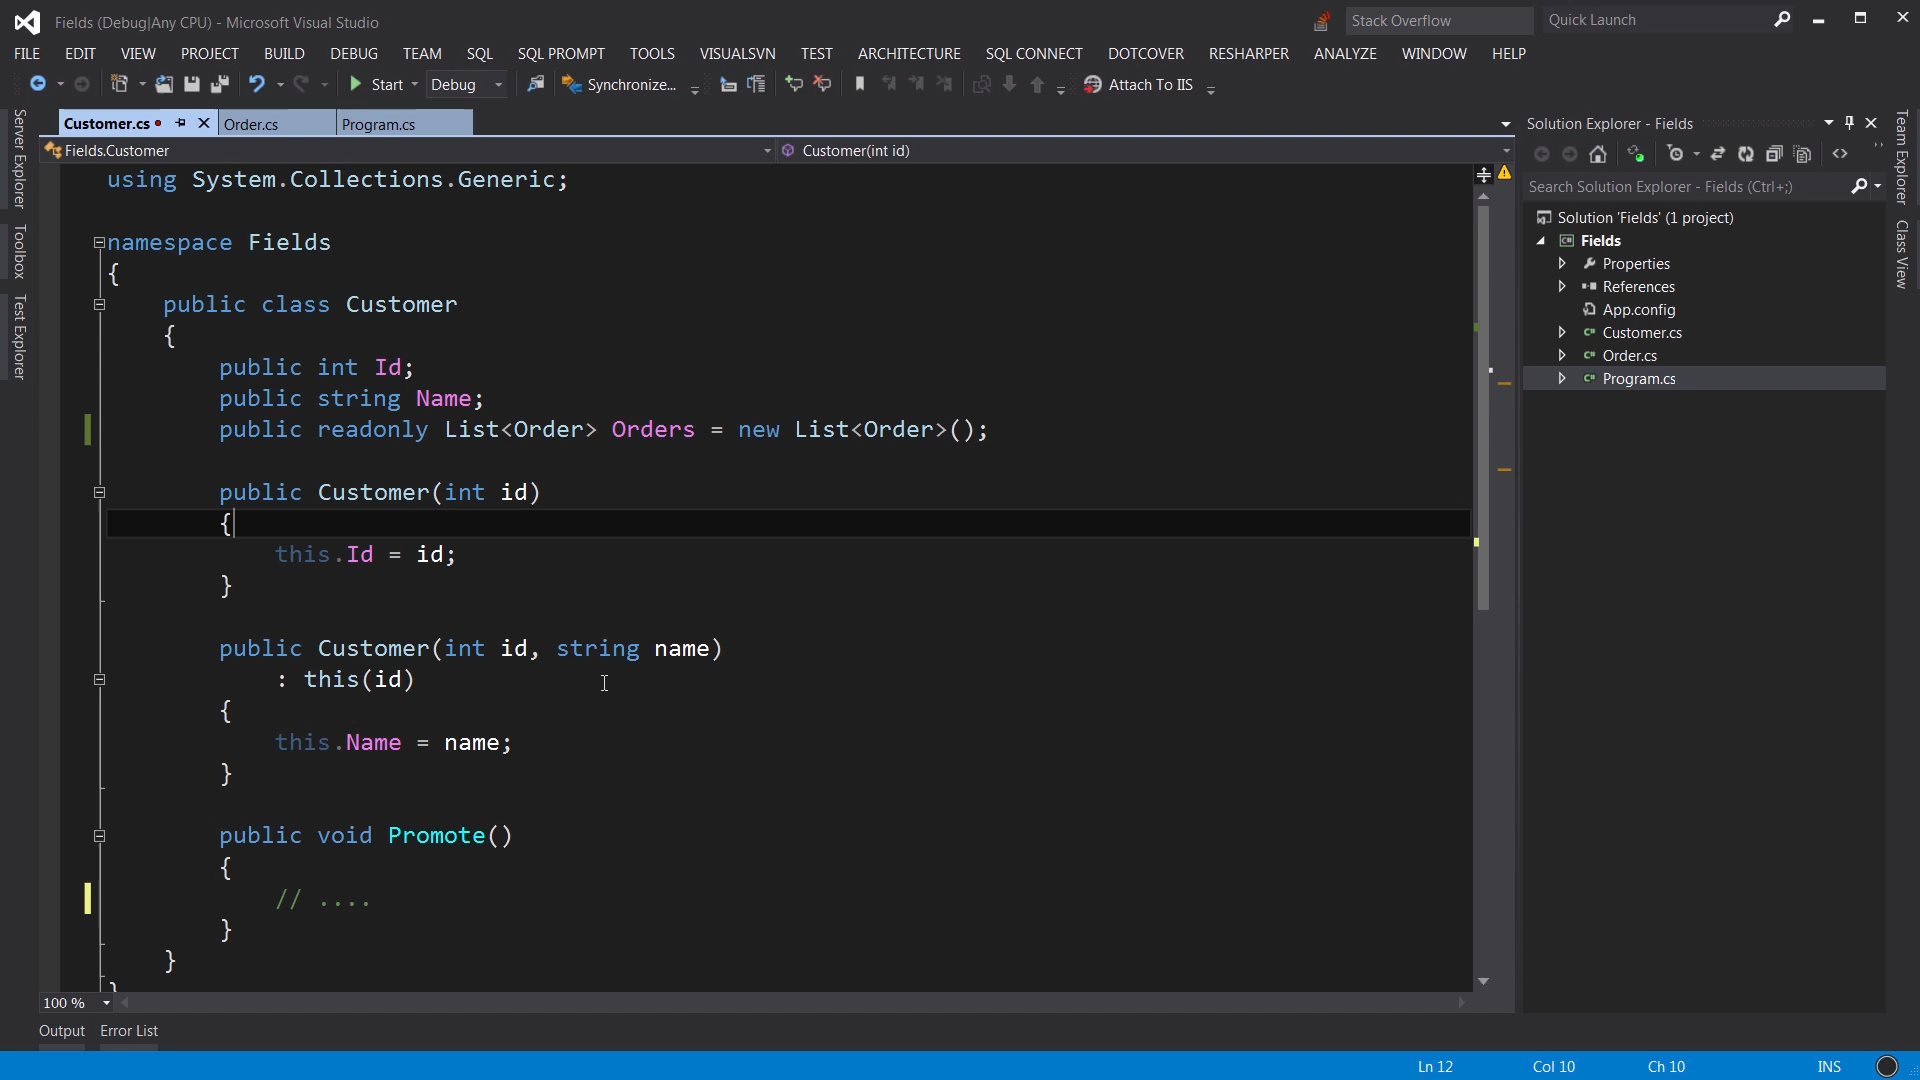 Fields (Debug|Any CPU) - Microsoft Visual Studio
Stack Overflow
Quick Launch
FILE EDIT VIEW PROJECT BUILD DEBUG TEAM SQL SQL PROMPT TOOLS VISUALSVN TEST ARCHITECTURE SQL CONNECT DOTCOVER RESHARPER ANALYZE WINDOW HELP
Start Debug Synchronize... Attach To IIS
Server Explorer
Toolbox
Test Explorer
Customer.cs Order.cs Program.cs
Fields.Customer Customer(int id)
using System.Collections.Generic;
namespace Fields
{
public class Customer
{
public int Id;
public string Name;
public readonly List<Order> Orders = new List<Order>();
public Customer(int id)
{
this.Id = id;
}
public Customer(int id, string name)
: this(id)
{
this.Name = name;
}
public void Promote()
{
// ....
}
}
}
100 %
Output Error List
Solution Explorer - Fields
Search Solution Explorer - Fields (Ctrl+;)
Solution 'Fields' (1 project)
Fields
Properties
References
App.config
Customer.cs
Order.cs
Program.cs
Team Explorer
Class View
Ln 12 Col 10 Ch 10 INS